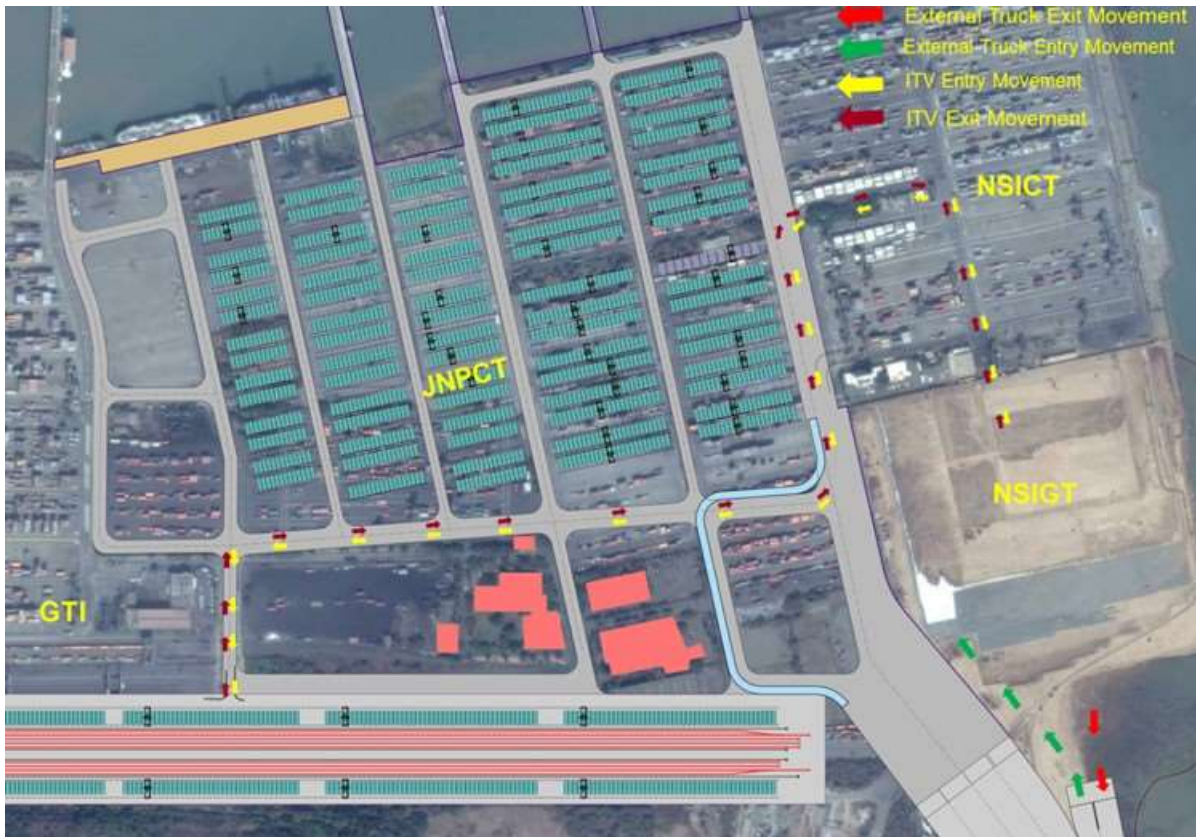 External Truck Exit Movement
External Truck Entry Movement
ITV Entry Movement
ITV Exit Movement
NSICT
JNPCT
NSIGT
GTI